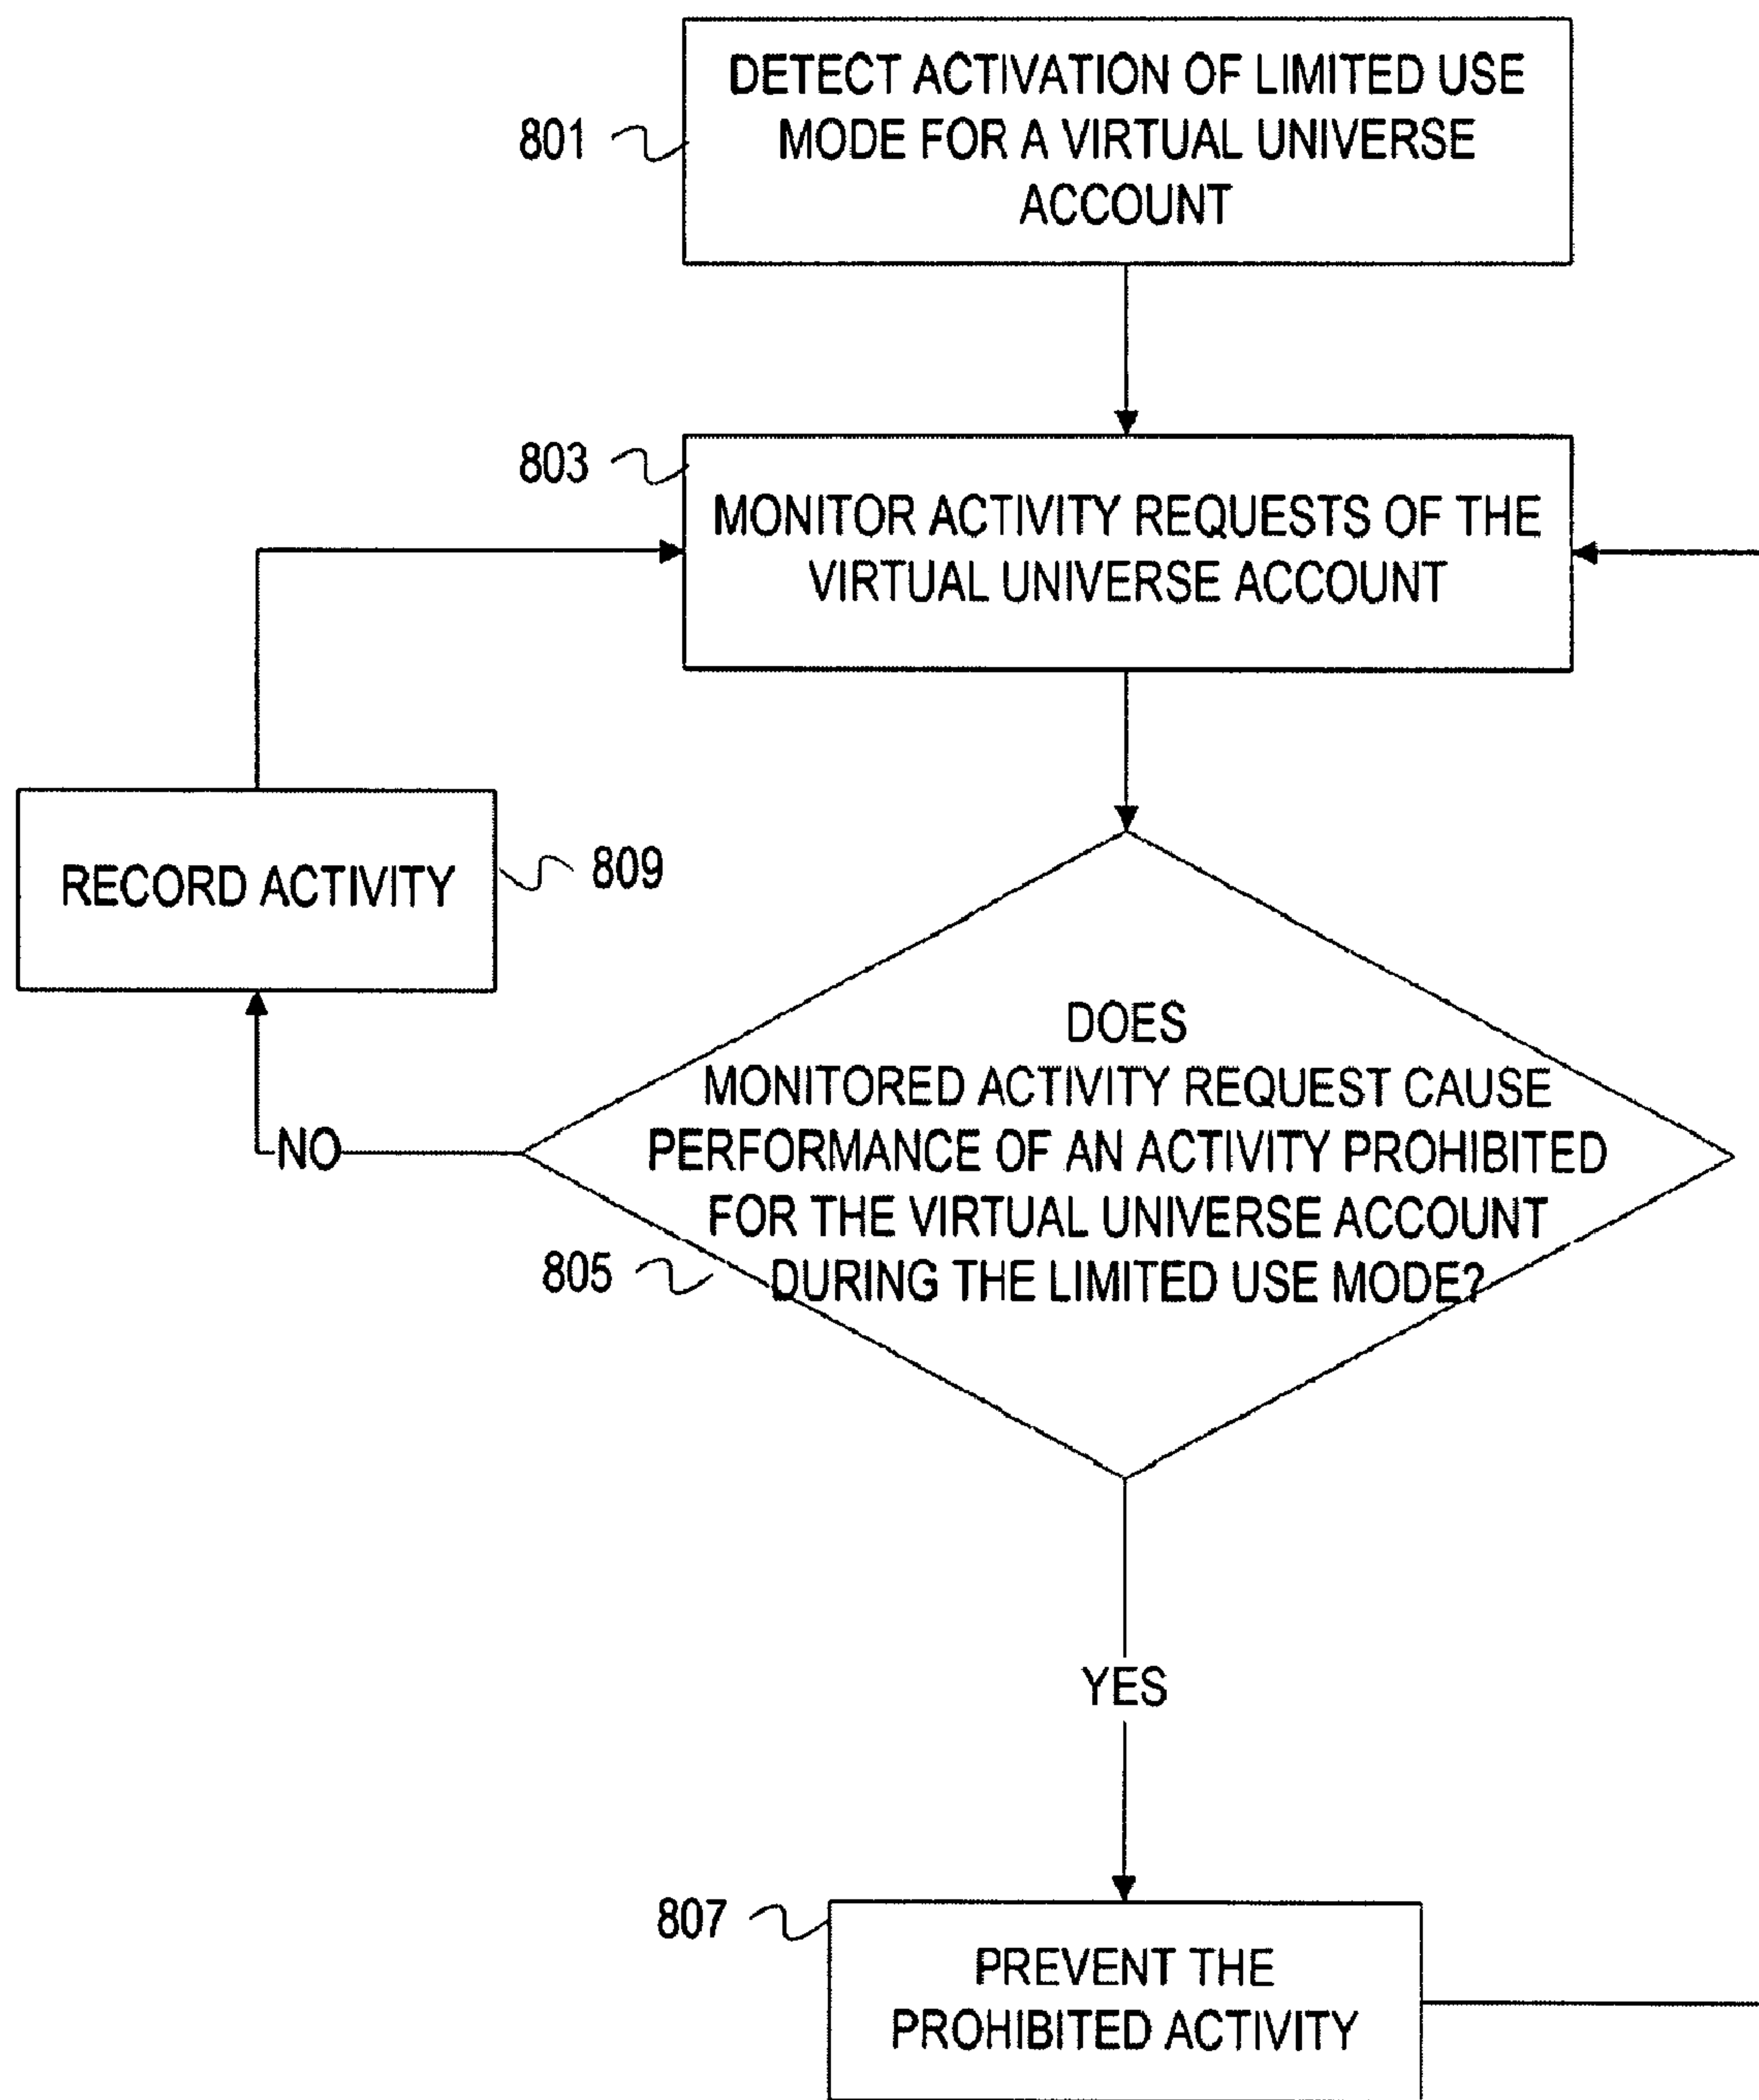 DETECT ACTIVATION OF LIMITED USE
MODE FOR A VIRTUAL UNIVERSE
ACCOUNT
801
803
MONITOR ACTIVITY REQUESTS OF THE
VIRTUAL UNIVERSE ACCOUNT
RECORD ACTIVITY
809
DOES
MONITORED ACTIVITY REQUEST CAUSE
PERFORMANCE OF AN ACTIVITY PROHIBITED
FOR THE VIRTUAL UNIVERSE ACCOUNT
DURING THE LIMITED USE MODE?
NO
805
YES
807
PREVENT THE
PROHIBITED ACTIVITY